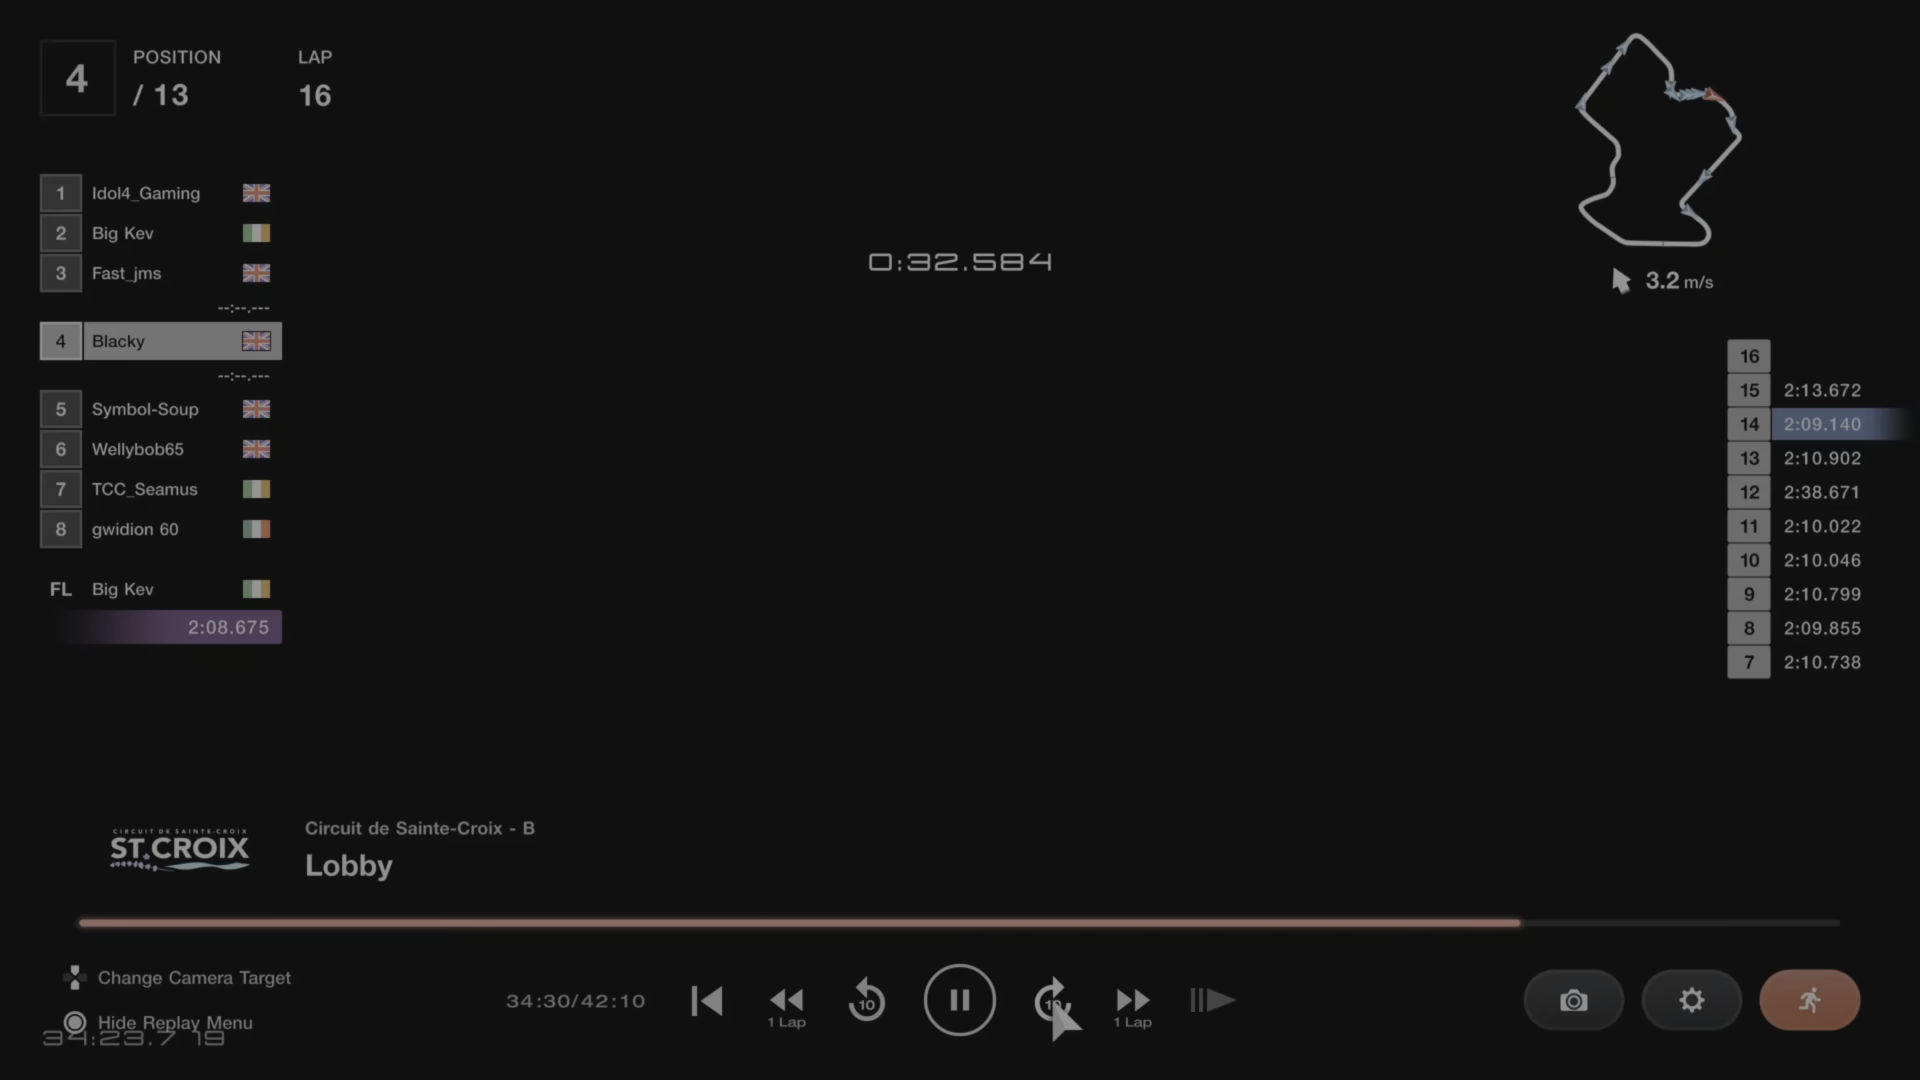 4
POSITION
/ 13
LAP
16
1 Idol4_Gaming
2 Big Kev
3 Fast_jms
--:--.---
4 Blacky
--:--.---
5 Symbol-Soup
6 Wellybob65
7 TCC_Seamus
8 gwidion 60
FL Big Kev
2:08.675
0:32.584
3.2 m/s
16
15 2:13.672
14 2:09.140
13 2:10.902
12 2:38.671
11 2:10.022
10 2:10.046
9 2:10.799
8 2:09.855
7 2:10.738
CIRCUIT DE SAINTE-CROIX
ST.CROIX
Circuit de Sainte-Croix - B
Lobby
Change Camera Target
Hide Replay Menu
34:23.719
34:30/42:10
1 Lap
10
10
1 Lap